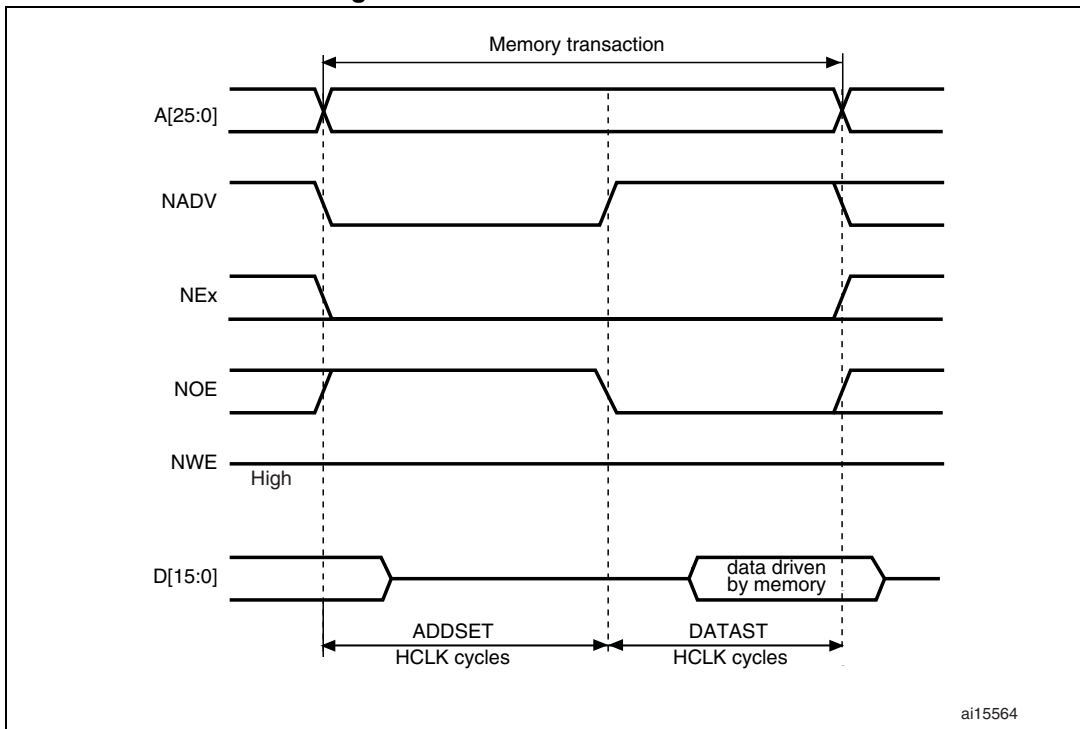 Memory transaction
A[25:0]
NADV
NEx
NOE
NWE
High
D[15:0]
data driven
by memory
ADDSET
HCLK cycles
DATAST
HCLK cycles
ai15564